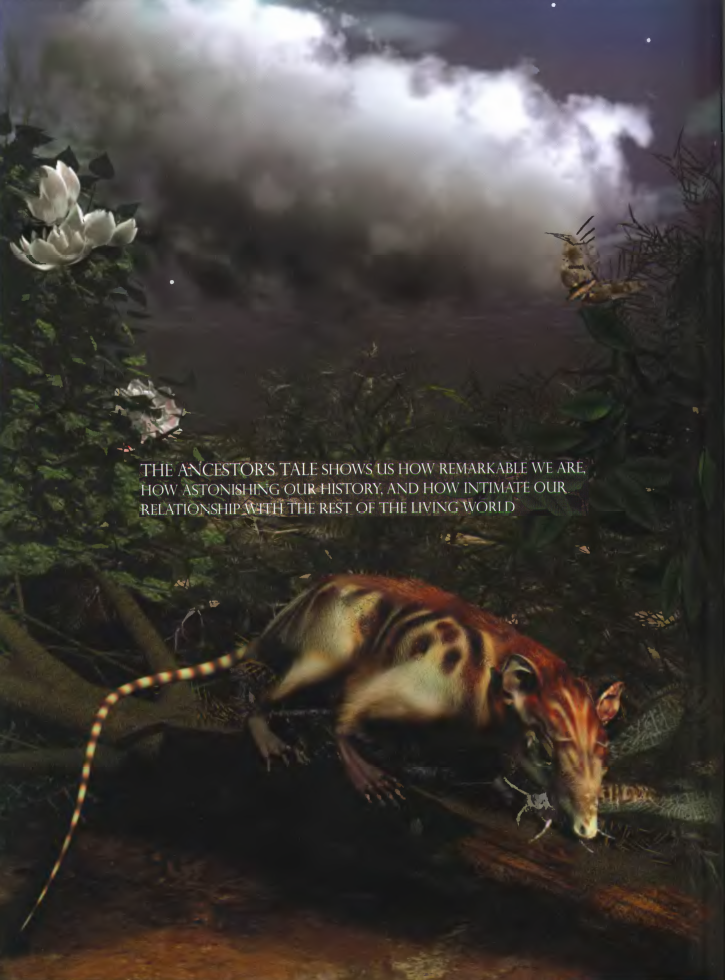 THE ANCESTOR'S TALE SHOWS US HOW REMARKABLE WE ARE,
HOW ASTONISHING OUR HISTORY, AND HOW INTIMATE OUR
RELATIONSHIP WITH THE REST OF THE LIVING WORLD